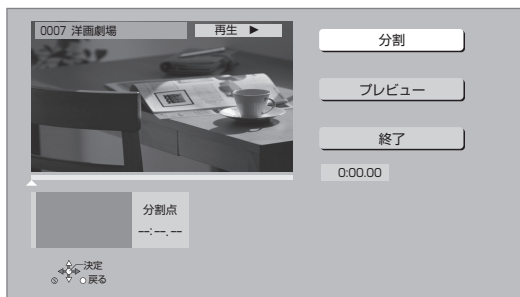 0007 洋画劇場
再生 ▶
分割
プレビュー
終了
0:00.00
分割点
--:--.--
決定
戻る